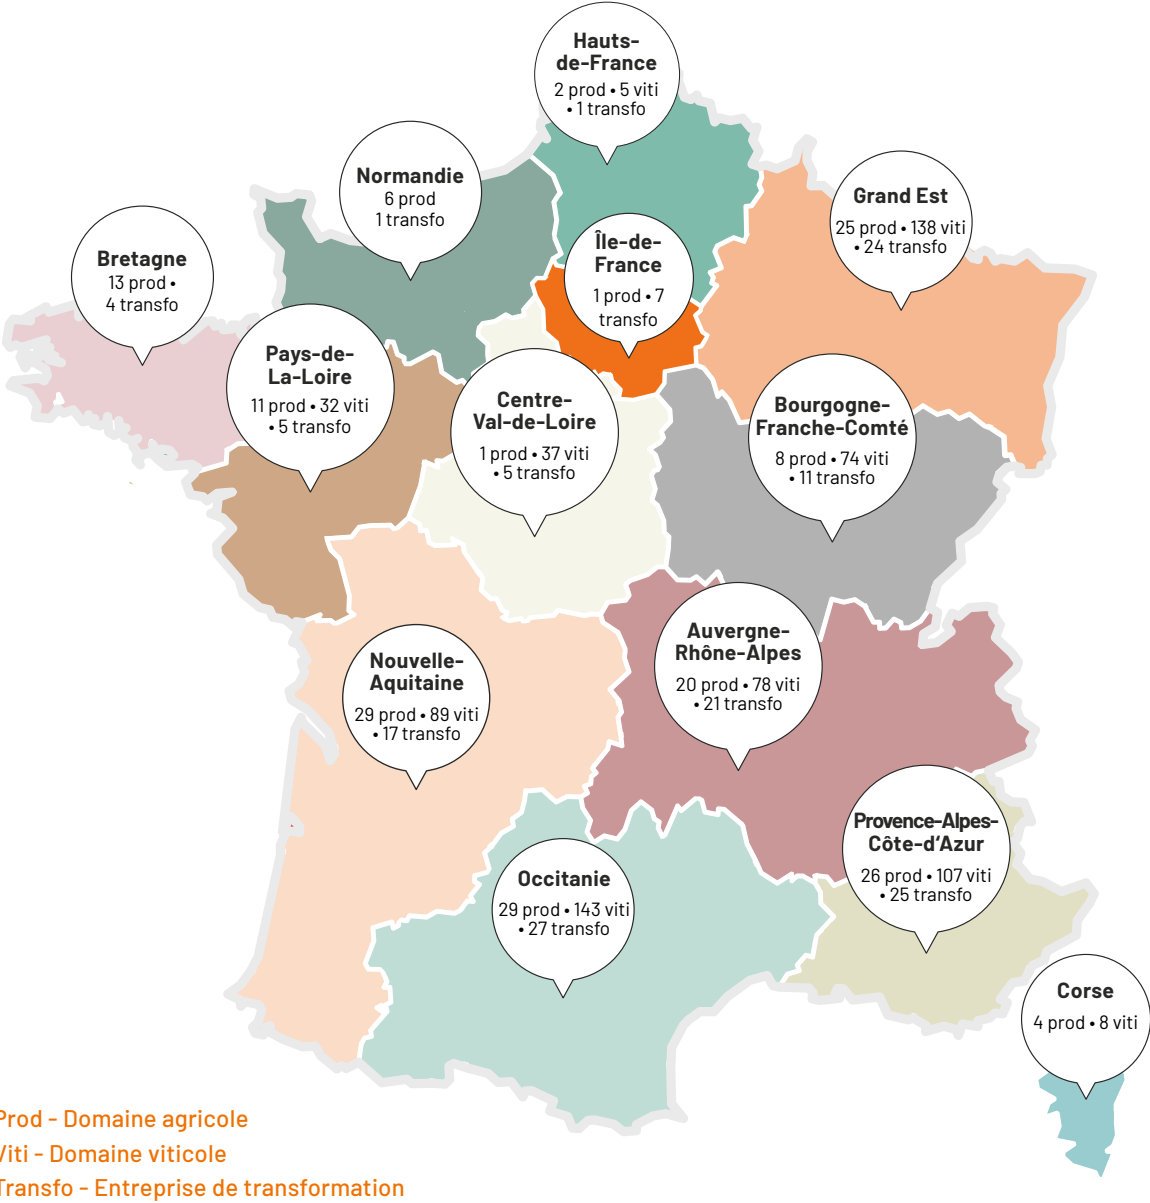 Hauts-
de-France
2 prod • 5 viti
• 1 transfo
Normandie
6 prod
1 transfo
Grand Est
25 prod • 138 viti
• 24 transfo
Bretagne
13 prod •
4 transfo
Île-de-
France
1 prod • 7
transfo
Pays-de-
La-Loire
11 prod • 32 viti
• 5 transfo
Centre-
Val-de-Loire
1 prod • 37 viti
• 5 transfo
Bourgogne-
Franche-Comté
8 prod • 74 viti
• 11 transfo
Auvergne-
Rhône-Alpes
20 prod • 78 viti
• 21 transfo
Nouvelle-
Aquitaine
29 prod • 89 viti
• 17 transfo
Provence-Alpes-
Côte-d’Azur
26 prod • 107 viti
• 25 transfo
Occitanie
29 prod • 143 viti
• 27 transfo
Corse
4 prod • 8 viti
Prod - Domaine agricole
Viti - Domaine viticole
Transfo - Entreprise de transformation